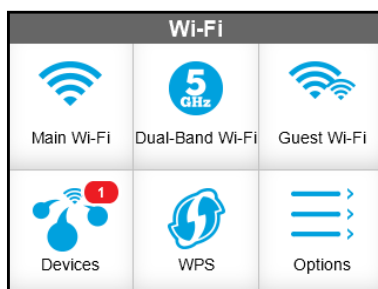 Wi-Fi
5
GHz
Main Wi-Fi
Dual-Band Wi-Fi
Guest Wi-Fi
1
Devices
WPS
Options